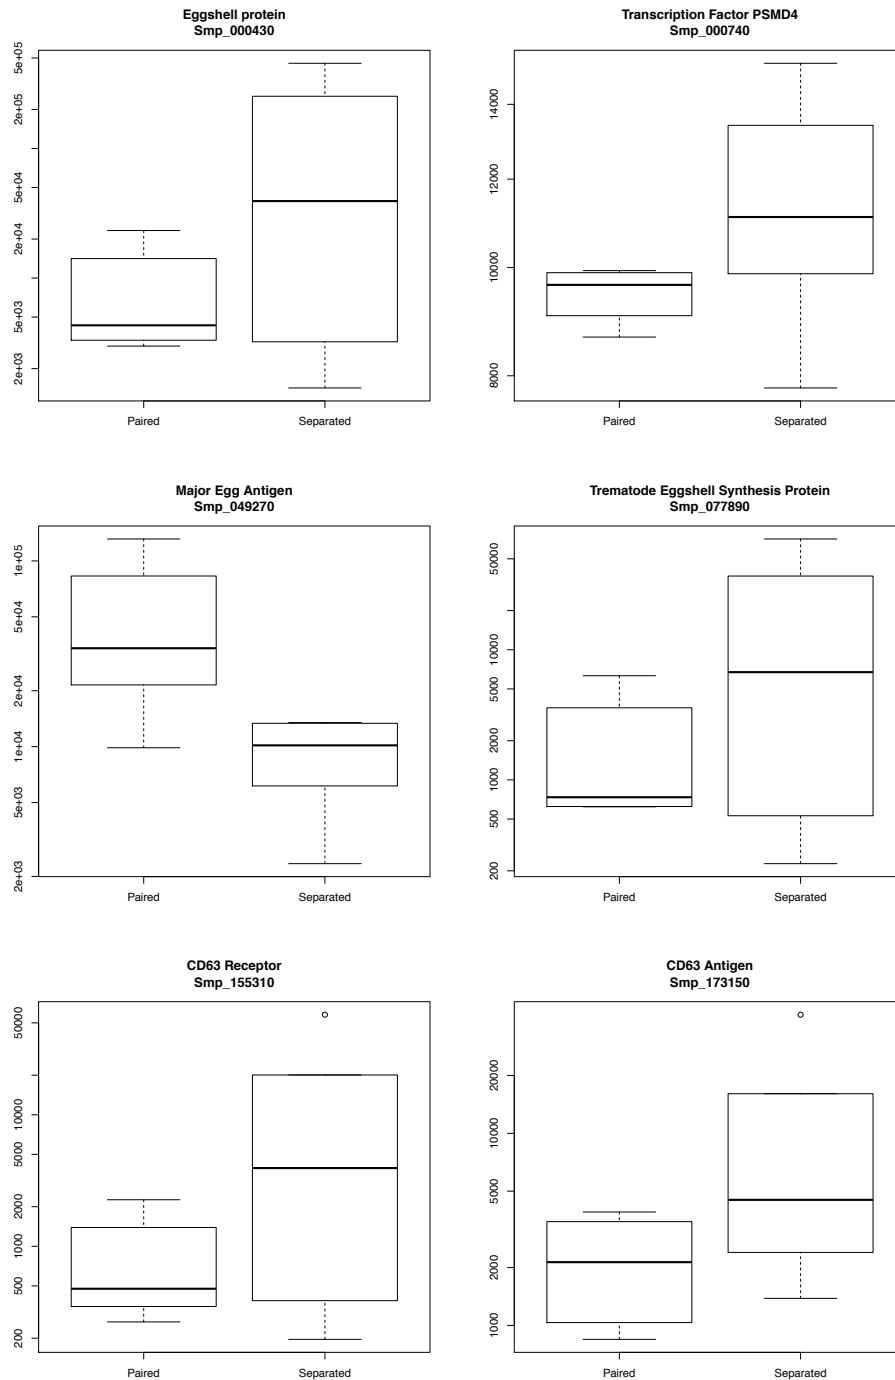 Eggshell protein
Smp_000430
5e+05
2e+05
5e+04
2e+04
5e+03
2e+03
Paired Separated
Transcription Factor PSMD4
Smp_000740
14000
12000
10000
8000
Paired Separated
Major Egg Antigen
Smp_049270
1e+05
5e+04
2e+04
1e+04
5e+03
2e+03
Paired Separated
Trematode Eggshell Synthesis Protein
Smp_077890
50000
10000
5000
2000
1000
500
200
Paired Separated
CD63 Receptor
Smp_155310
50000
10000
5000
2000
1000
500
200
Paired Separated
CD63 Antigen
Smp_173150
20000
10000
5000
2000
1000
Paired Separated